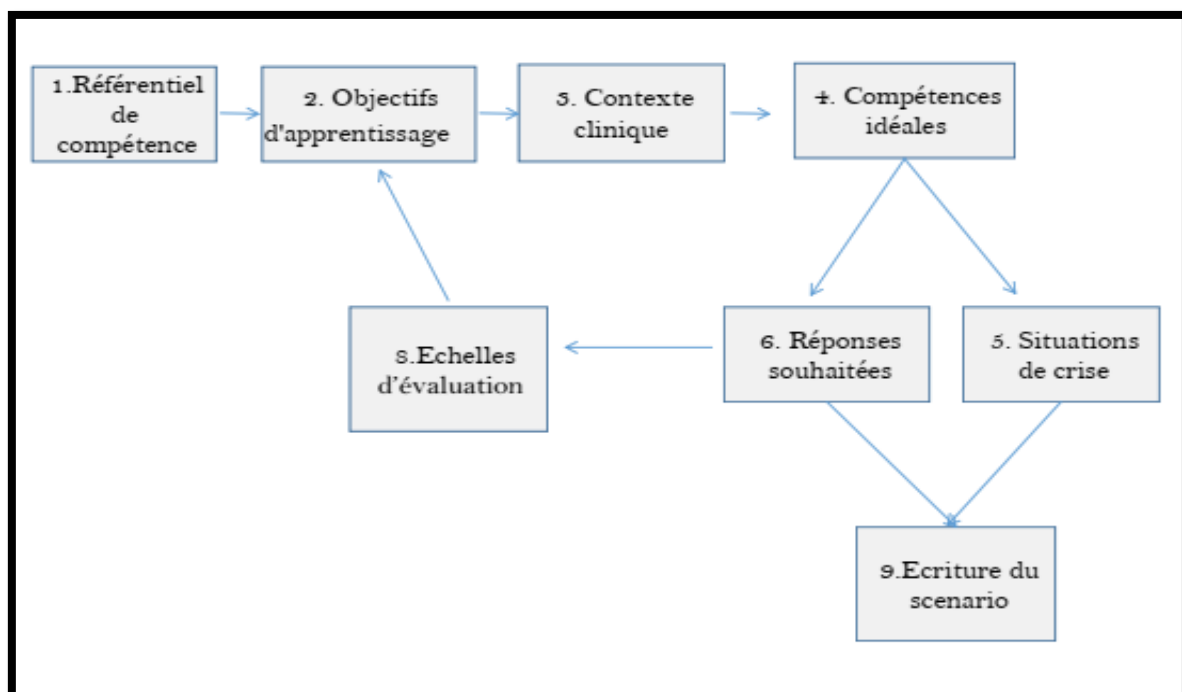 1.Référentiel
de
compétence
2. Objectifs
d'apprentissage
3. Contexte
clinique
4. Compétences
idéales
8.Echelles
d’évaluation
6. Réponses
souhaitées
5. Situations
de crise
9.Ecriture du
scenario